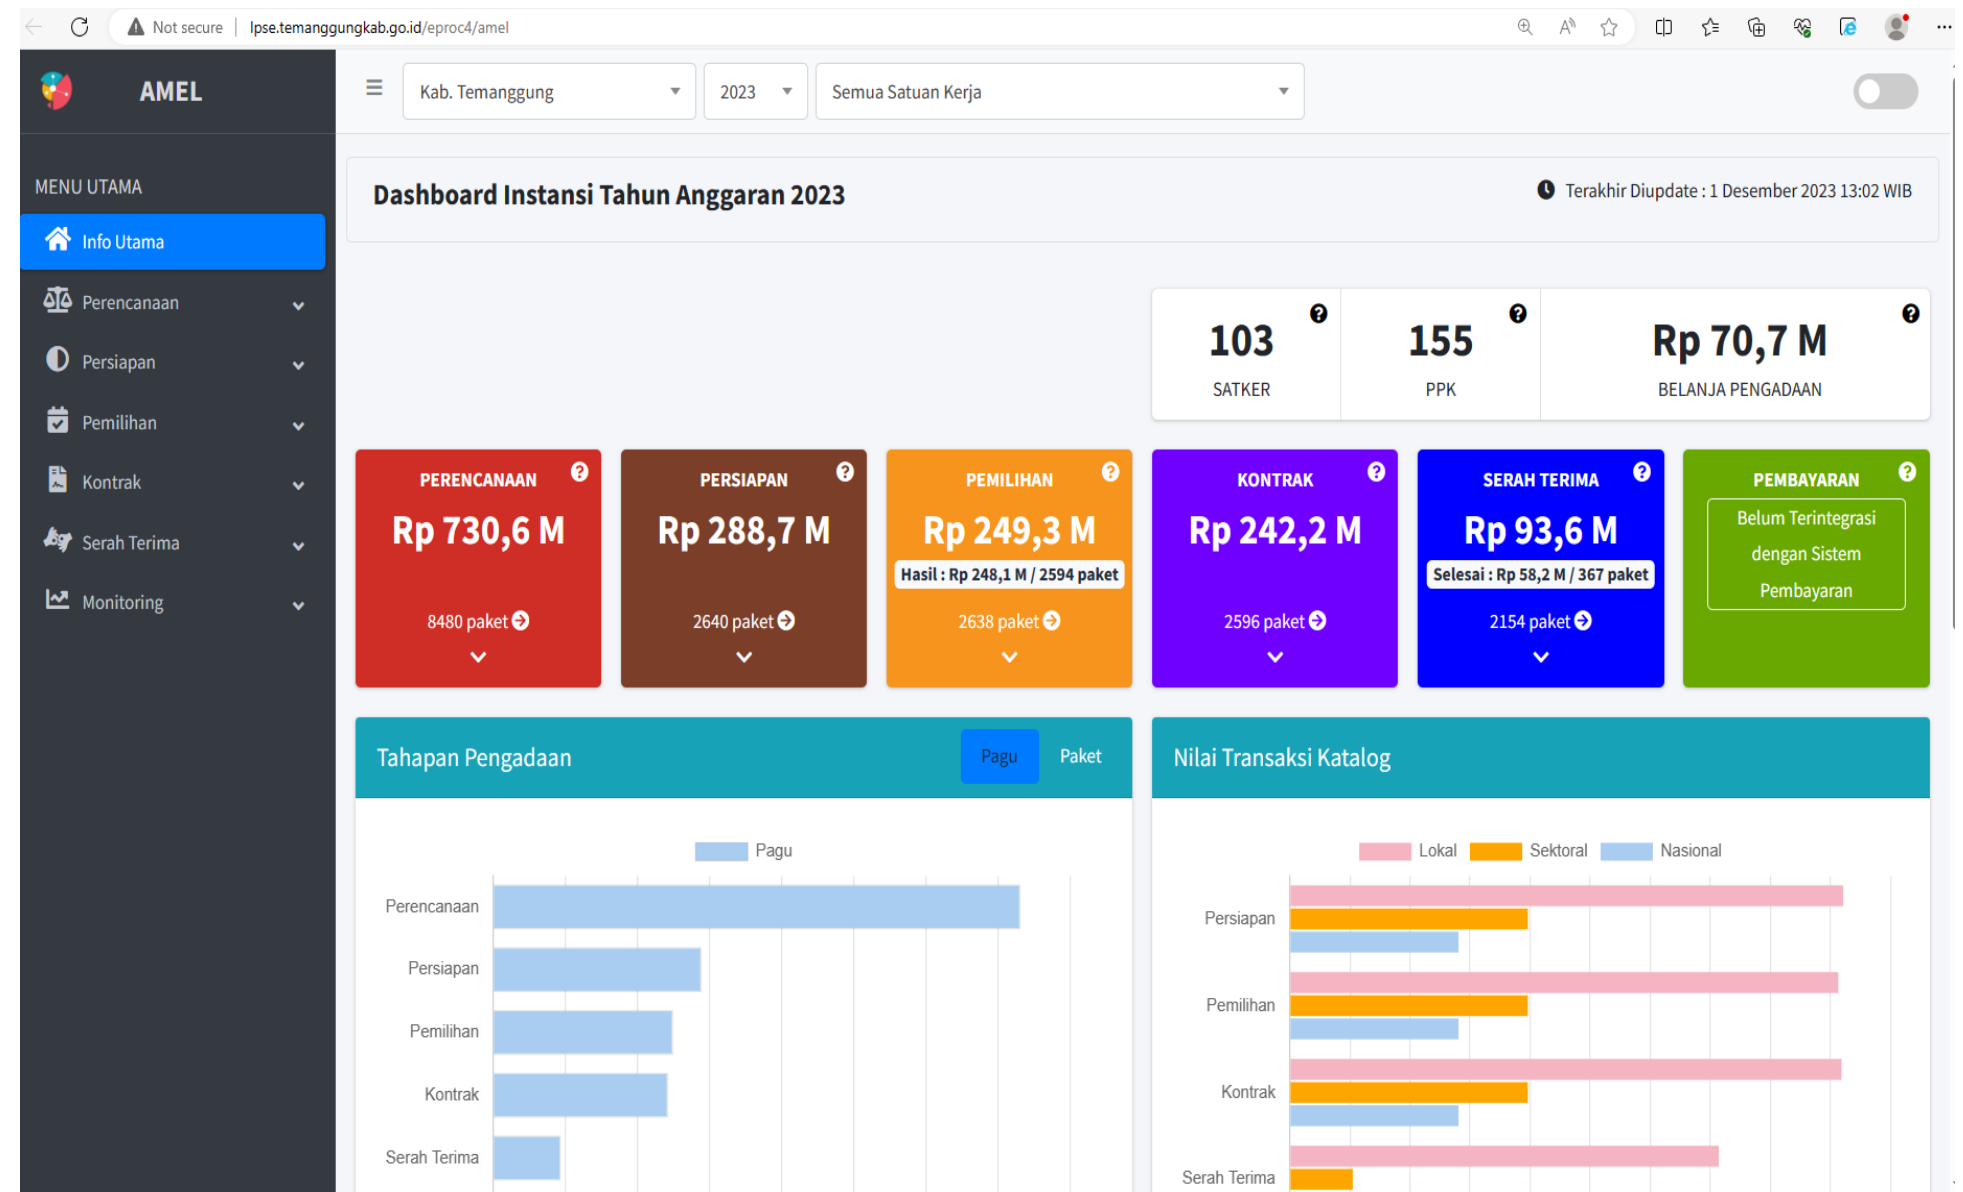 Not secure | lpse.temanggungkab.go.id/eproc4/amel
AMEL
Kab. Temanggung
2023
Semua Satuan Kerja
MENU UTAMA
Info Utama
Perencanaan
Persiapan
Pemilihan
Kontrak
Serah Terima
Monitoring
Dashboard Instansi Tahun Anggaran 2023
Terakhir Diupdate : 1 Desember 2023 13:02 WIB
103
SATKER
155
PPK
Rp 70,7 M
BELANJA PENGADAAN
PERENCANAAN
Rp 730,6 M
8480 paket
PERSIAPAN
Rp 288,7 M
2640 paket
PEMILIHAN
Rp 249,3 M
Hasil : Rp 248,1 M / 2594 paket
2638 paket
KONTRAK
Rp 242,2 M
2596 paket
SERAH TERIMA
Rp 93,6 M
Selesai : Rp 58,2 M / 367 paket
2154 paket
PEMBAYARAN
Belum Terintegrasi
dengan Sistem
Pembayaran
Tahapan Pengadaan
Pagu
Paket
Pagu
Perencanaan
Persiapan
Pemilihan
Kontrak
Serah Terima
Nilai Transaksi Katalog
Lokal
Sektoral
Nasional
Persiapan
Pemilihan
Kontrak
Serah Terima